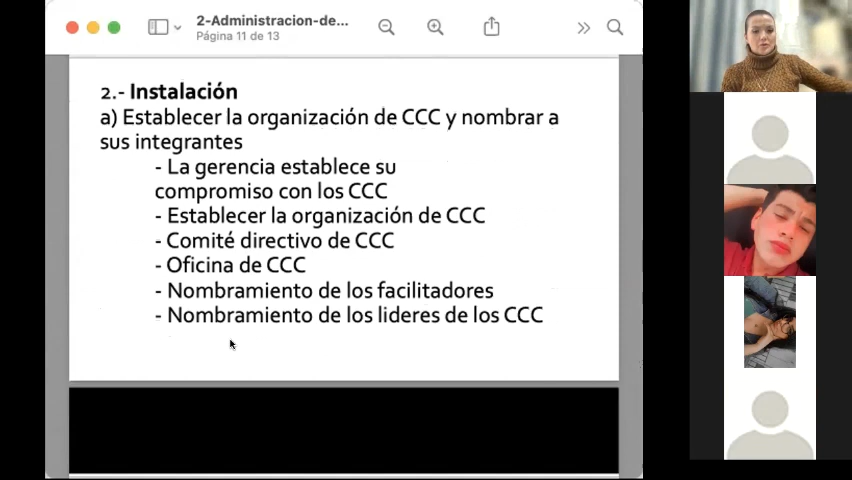 2-Administracion-de...
Página 11 de 13
2.- Instalación
a) Establecer la organización de CCC y nombrar a
sus integrantes
- La gerencia establece su
compromiso con los CCC
- Establecer la organización de CCC
- Comité directivo de CCC
- Oficina de CCC
- Nombramiento de los facilitadores
- Nombramiento de los lideres de los CCC